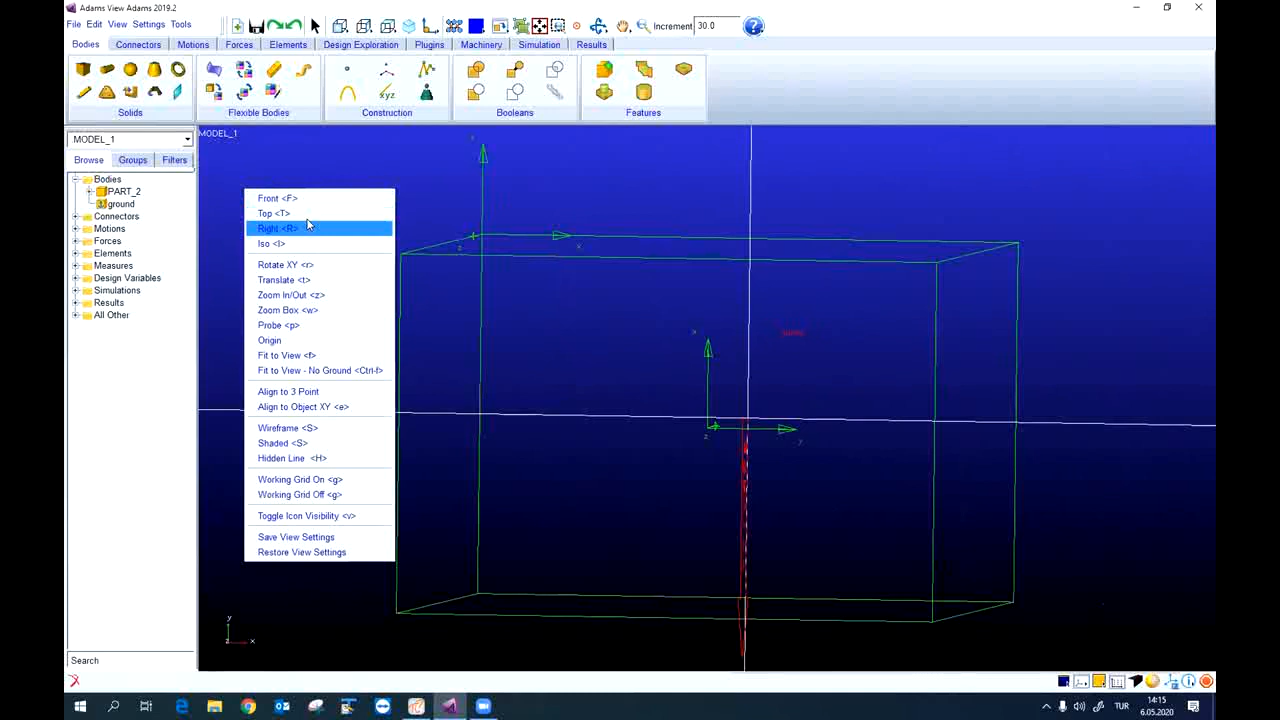 Adams View Adams 2019.2
File Edit View Settings Tools
Increment 30.0
Bodies Connectors Motions Forces Elements Design Exploration Plugins Machinery Simulation Results
xyz
Solids Flexible Bodies Construction Booleans Features
MODEL_1
MODEL_1
Browse Groups Filters
Bodies
PART_2
ground
Connectors
Motions
Forces
Elements
Measures
Design Variables
Simulations
Results
All Other
Front <F>
Top <T>
Right <R>
Iso <I>
Rotate XY <r>
Translate <t>
Zoom In/Out <z>
Zoom Box <w>
Probe <p>
Origin
Fit to View <f>
Fit to View - No Ground <Ctrl-f>
Align to 3 Point
Align to Object XY <e>
Wireframe <S>
Shaded <S>
Hidden Line <H>
Working Grid On <g>
Working Grid Off <g>
Toggle Icon Visibility <v>
Save View Settings
Restore View Settings
x
z
z
y
y
z x
Search
TUR
14:15
6.05.2020